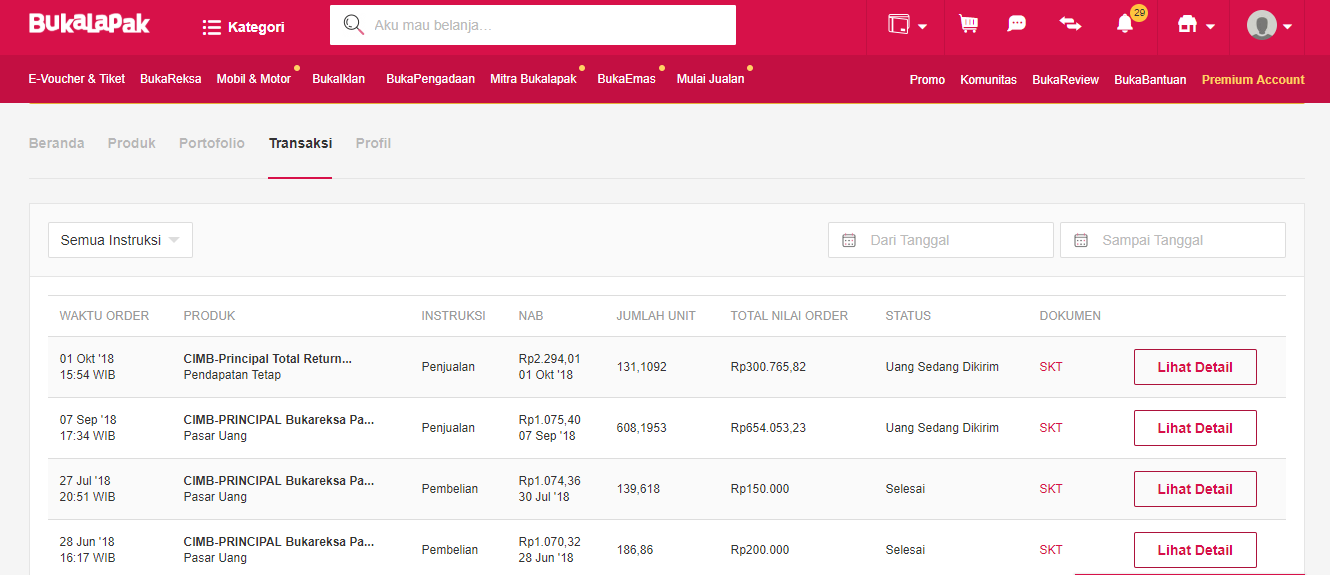 BukaLapak
Kategori
Aku mau belanja...
29
E-Voucher & Tiket BukaReksa Mobil & Motor BukaIklan BukaPengadaan Mitra Bukalapak BukaEmas Mulai Jualan Promo Komunitas BukaReview BukaBantuan Premium Account
Beranda Produk Portofolio Transaksi Profil
Semua Instruksi Dari Tanggal Sampai Tanggal
WAKTU ORDER PRODUK INSTRUKSI NAB JUMLAH UNIT TOTAL NILAI ORDER STATUS DOKUMEN
01 Okt '18 CIMB-Principal Total Return... Rp2.294,01
Penjualan 131,1092 Rp300.765,82 Uang Sedang Dikirim SKT Lihat Detail
15:54 WIB Pendapatan Tetap 01 Okt '18
07 Sep '18 CIMB-PRINCIPAL Bukareksa Pa... Rp1.075,40
Penjualan 608,1953 Rp654.053,23 Uang Sedang Dikirim SKT Lihat Detail
17:34 WIB Pasar Uang 07 Sep '18
27 Jul '18 CIMB-PRINCIPAL Bukareksa Pa... Rp1.074,36
Pembelian 139,618 Rp150.000 Selesai SKT Lihat Detail
20:51 WIB Pasar Uang 30 Jul '18
28 Jun '18 CIMB-PRINCIPAL Bukareksa Pa... Rp1.070,32
Pembelian 186,86 Rp200.000 Selesai SKT Lihat Detail
16:17 WIB Pasar Uang 28 Jun '18